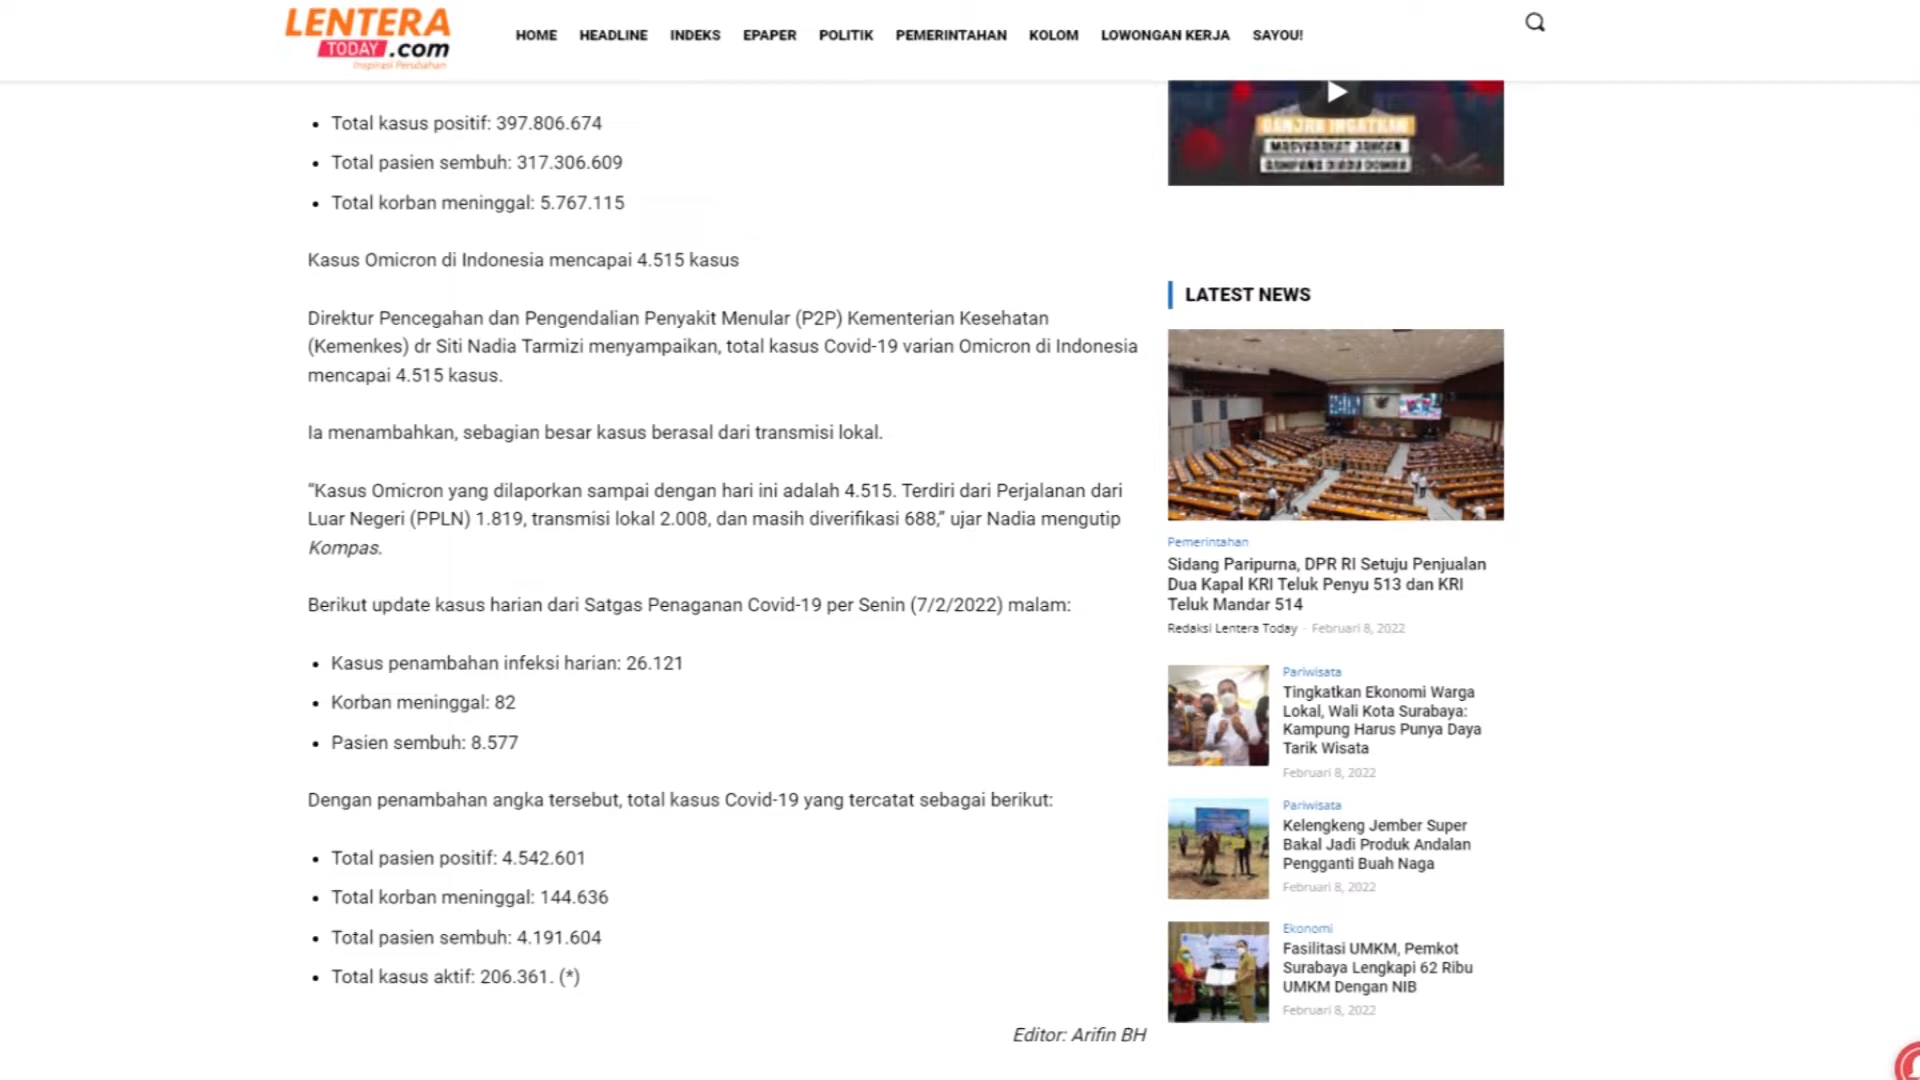 LENTERA
TODAY .com
Inspirasi Perubahan
HOME HEADLINE INDEKS EPAPER POLITIK PEMERINTAHAN KOLOM LOWONGAN KERJA SAYOU!
GANJAR INGATKAN
MASYARAKAT JANGAN
GAMPANG DIADU DOMBA
• Total kasus positif: 397.806.674
• Total pasien sembuh: 317.306.609
• Total korban meninggal: 5.767.115
Kasus Omicron di Indonesia mencapai 4.515 kasus
Direktur Pencegahan dan Pengendalian Penyakit Menular (P2P) Kementerian Kesehatan
(Kemenkes) dr Siti Nadia Tarmizi menyampaikan, total kasus Covid-19 varian Omicron di Indonesia
mencapai 4.515 kasus.
Ia menambahkan, sebagian besar kasus berasal dari transmisi lokal.
“Kasus Omicron yang dilaporkan sampai dengan hari ini adalah 4.515. Terdiri dari Perjalanan dari
Luar Negeri (PPLN) 1.819, transmisi lokal 2.008, dan masih diverifikasi 688,” ujar Nadia mengutip
Kompas.
Berikut update kasus harian dari Satgas Penaganan Covid-19 per Senin (7/2/2022) malam:
• Kasus penambahan infeksi harian: 26.121
• Korban meninggal: 82
• Pasien sembuh: 8.577
Dengan penambahan angka tersebut, total kasus Covid-19 yang tercatat sebagai berikut:
• Total pasien positif: 4.542.601
• Total korban meninggal: 144.636
• Total pasien sembuh: 4.191.604
• Total kasus aktif: 206.361. (*)
Editor: Arifin BH
LATEST NEWS
Pemerintahan
Sidang Paripurna, DPR RI Setuju Penjualan
Dua Kapal KRI Teluk Penyu 513 dan KRI
Teluk Mandar 514
Redaksi Lentera Today - Februari 8, 2022
Pariwisata
Tingkatkan Ekonomi Warga
Lokal, Wali Kota Surabaya:
Kampung Harus Punya Daya
Tarik Wisata
Februari 8, 2022
Pariwisata
Kelengkeng Jember Super
Bakal Jadi Produk Andalan
Pengganti Buah Naga
Februari 8, 2022
Ekonomi
Fasilitasi UMKM, Pemkot
Surabaya Lengkapi 62 Ribu
UMKM Dengan NIB
Februari 8, 2022